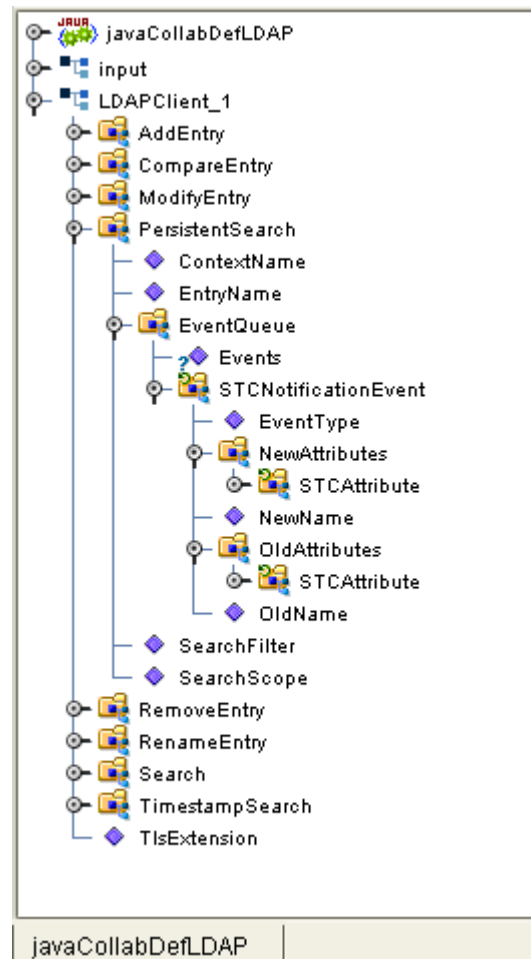 JAVA
javaCollabDefLDAP
input
LDAPClient_1
AddEntry
CompareEntry
ModifyEntry
PersistentSearch
ContextName
EntryName
EventQueue
? Events
STCNotificationEvent
EventType
NewAttributes
STCAttribute
NewName
OldAttributes
STCAttribute
OldName
SearchFilter
SearchScope
RemoveEntry
RenameEntry
Search
TimestampSearch
TlsExtension
javaCollabDefLDAP